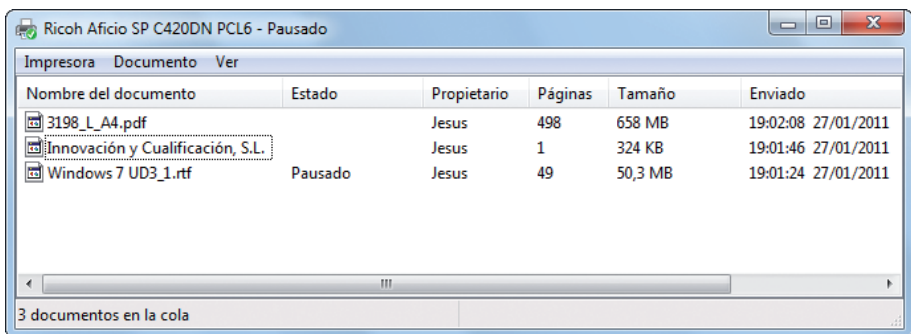 Ricoh Aficio SP C420DN PCL6 - Pausado
Impresora Documento Ver
Nombre del documento Estado Propietario Páginas Tamaño Enviado
3198_L_A4.pdf Jesus 498 658 MB 19:02:08 27/01/2011
Innovación y Cualificación, S.L. Jesus 1 324 KB 19:01:46 27/01/2011
Windows 7 UD3_1.rtf Pausado Jesus 49 50,3 MB 19:01:24 27/01/2011
3 documentos en la cola